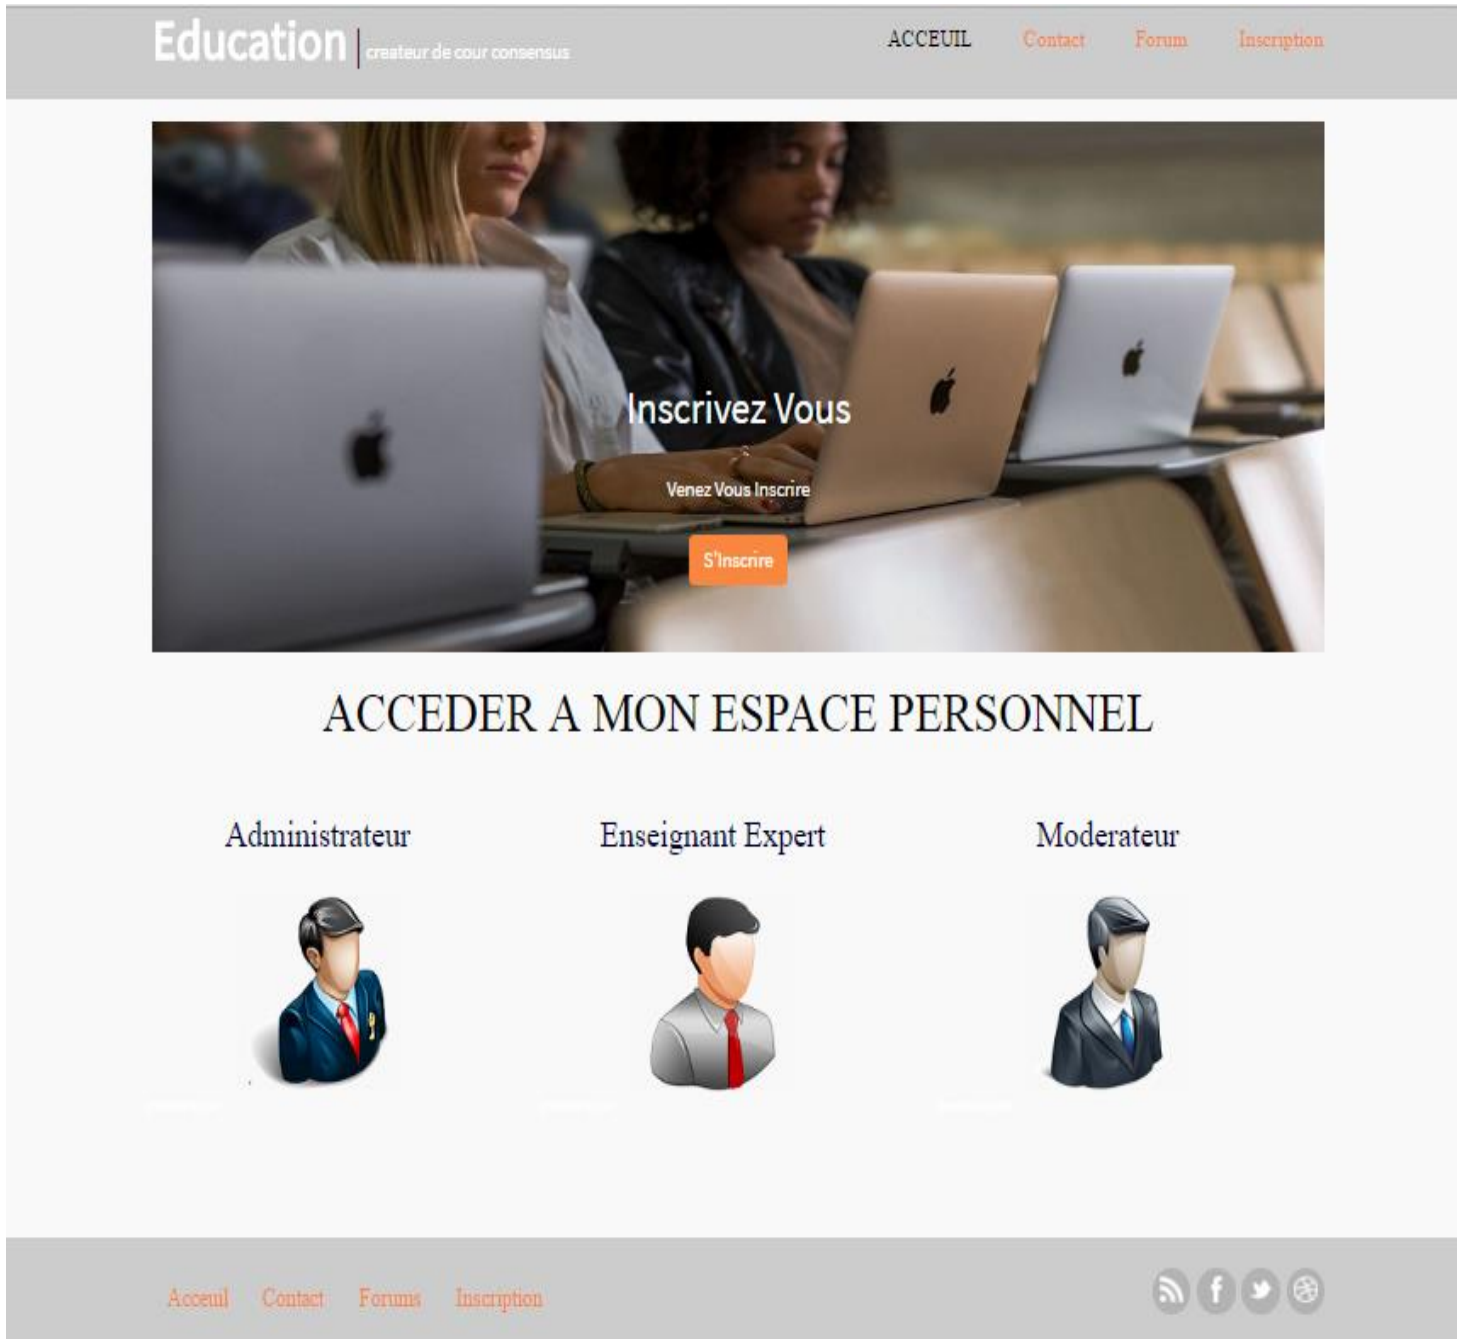 Education | createur de cour consensus
ACCEUIL Contact Forum Inscription
Inscrivez Vous
Venez Vous Inscrire
S'Inscrire
ACCEDER A MON ESPACE PERSONNEL
Administrateur Enseignant Expert Moderateur
Acceuil Contact Forums Inscription